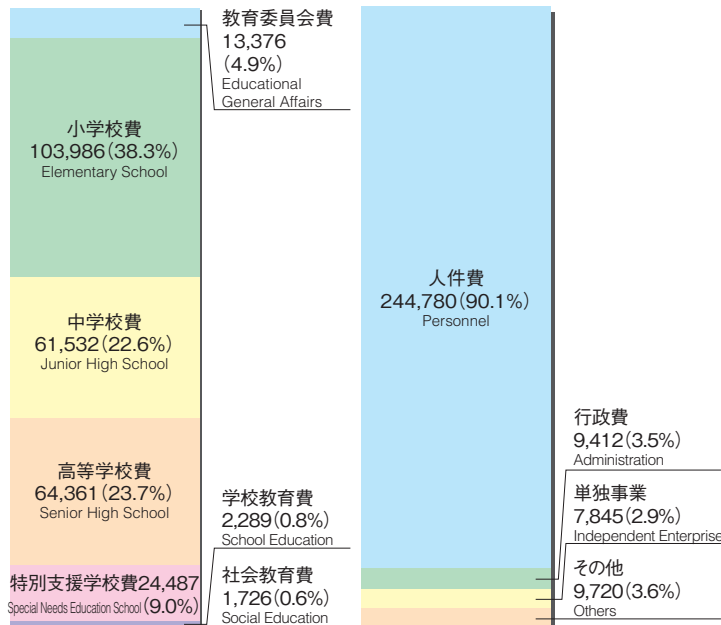 教育委員会費
13,376
(4.9%)
Educational
General Affairs
小学校費
103,986(38.3%)
Elementary School
中学校費
61,532(22.6%)
Junior High School
高等学校費
64,361(23.7%)
Senior High School
特別支援学校費24,487
Special Needs Education School(9.0%)
学校教育費
2,289(0.8%)
School Education
社会教育費
1,726(0.6%)
Social Education
人件費
244,780(90.1%)
Personnel
行政費
9,412(3.5%)
Administration
単独事業
7,845(2.9%)
Independent Enterprise
その他
9,720(3.6%)
Others